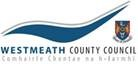 WESTMEATH COUNTY COUNCIL
Comhairle Chontae na h-Iarmhí